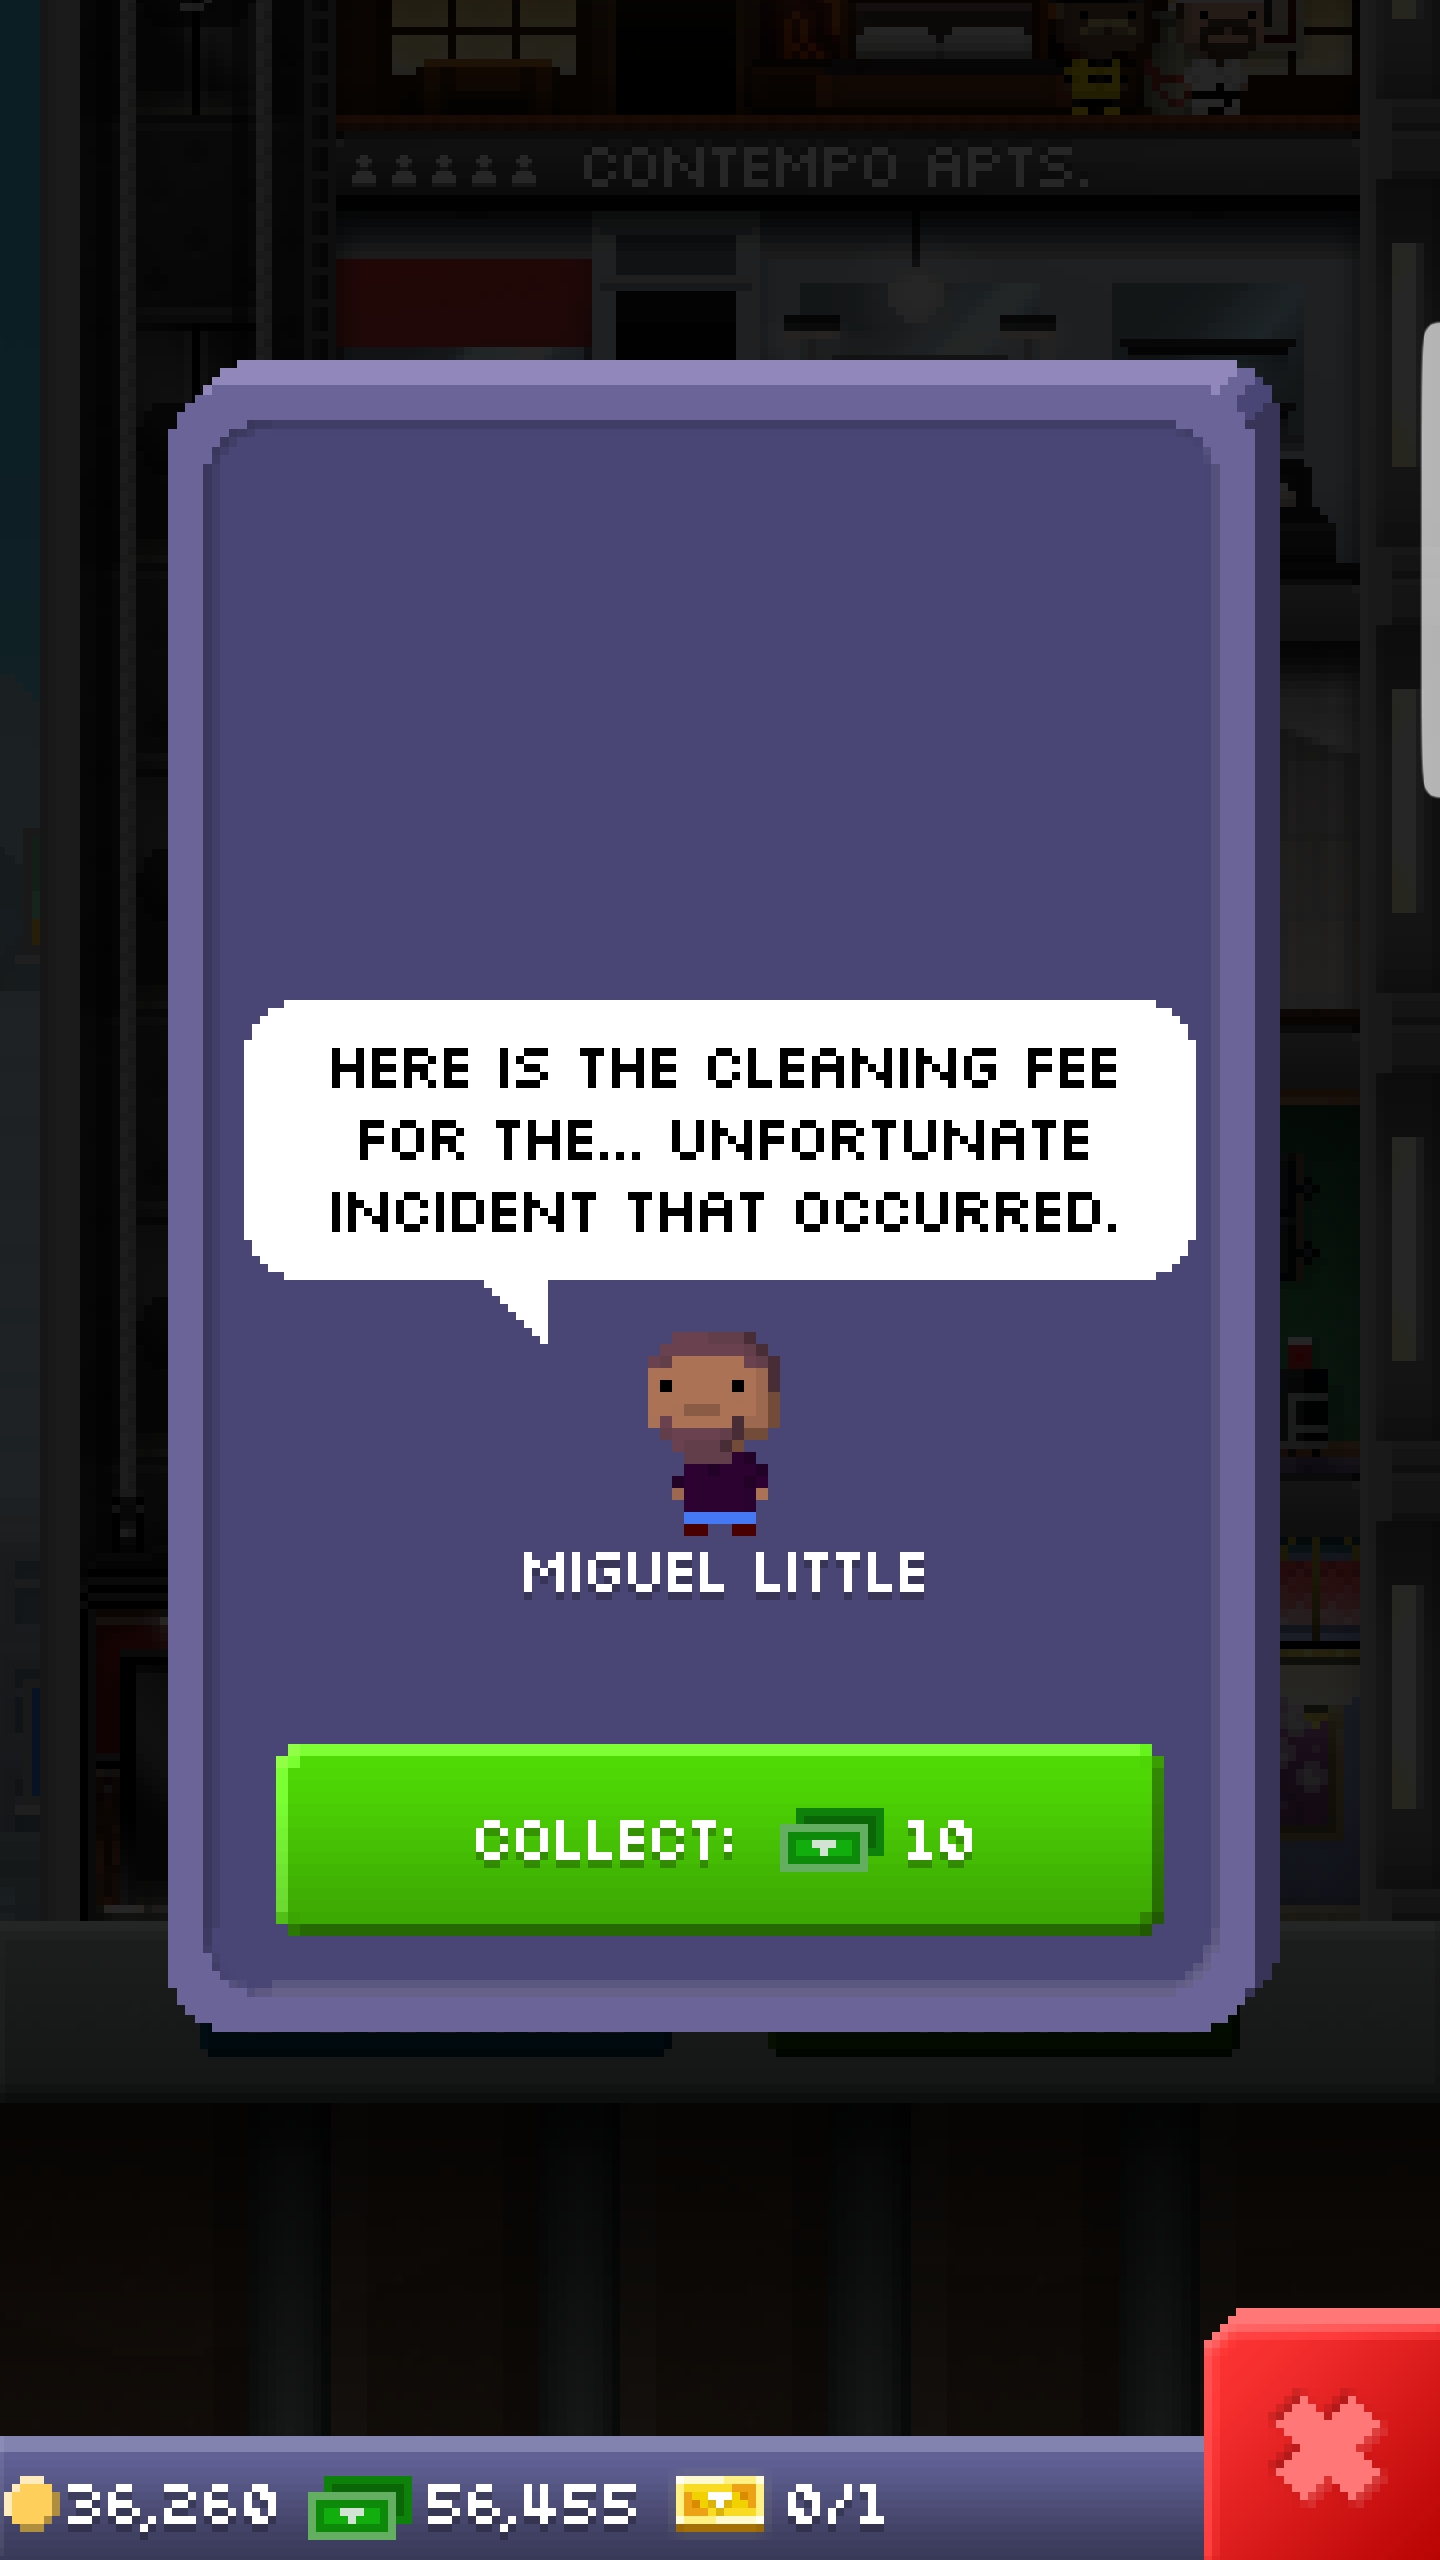 CONTEMPO APTS.
HERE IS THE CLEANING FEE
FOR THE... UNFORTUNATE
INCIDENT THAT OCCURRED.
MIGUEL LITTLE
COLLECT: 10
36,260 56,455 0/1